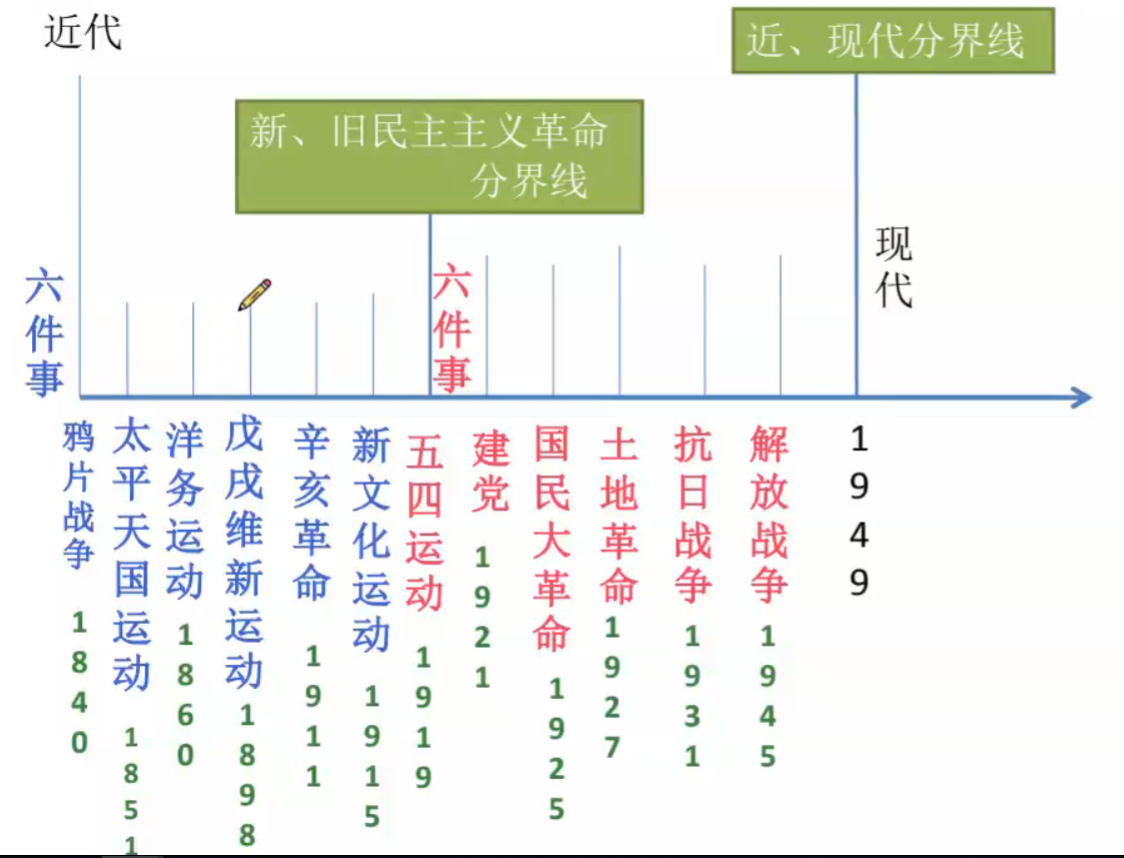 近代
近、现代分界线
新、旧民主主义革命
分界线
六件事
六件事
现代
鸦片战争 1840
太平天国运动 1851
洋务运动 1860
戊戌维新运动 1898
辛亥革命 1911
新文化运动 1915
五四运动 1919
建党 1921
国民大革命 1925
土地革命 1927
抗日战争 1931
解放战争 1945
1949